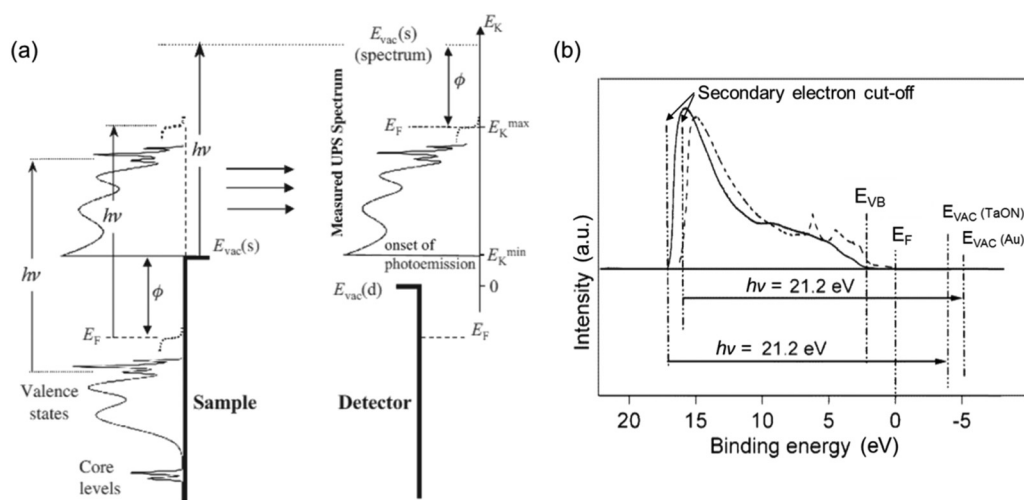 (a)
E_vac(s)
(spectrum)
E_K
ϕ
hν
E_F
E_K^max
Measured UPS Spectrum
hν
hν
E_vac(s)
onset of
photoemission
E_K^min
ϕ
E_vac(d)
0
E_F
E_F
Valence
states
Sample
Detector
Core
levels
(b)
Secondary electron cut-off
E_VB
E_F
E_VAC (TaON)
E_VAC (Au)
hν = 21.2 eV
hν = 21.2 eV
Intensity (a.u.)
20 15 10 5 0 -5
Binding energy (eV)